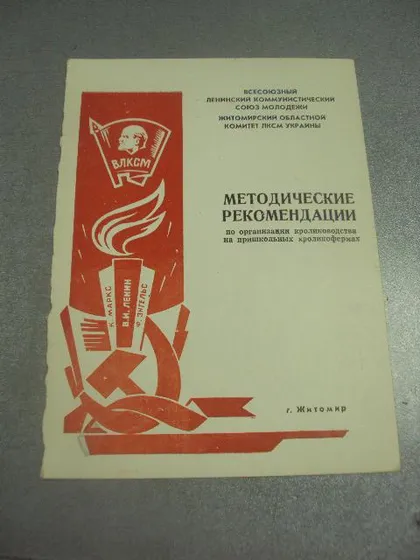 ВЛКСМ
К. МАРКС
В.И. ЛЕНИН
Ф. ЭНГЕЛЬС
ВСЕСОЮЗНЫЙ
ЛЕНИНСКИЙ КОММУНИСТИЧЕСКИЙ
СОЮЗ МОЛОДЕЖИ
ЖИТОМИРСКИЙ ОБЛАСТНОЙ
КОМИТЕТ ЛКСМ УКРАИНЫ
МЕТОДИЧЕСКИЕ
РЕКОМЕНДАЦИИ
по организации кролиководства
на пришкольных кроликофермах
г. Житомир